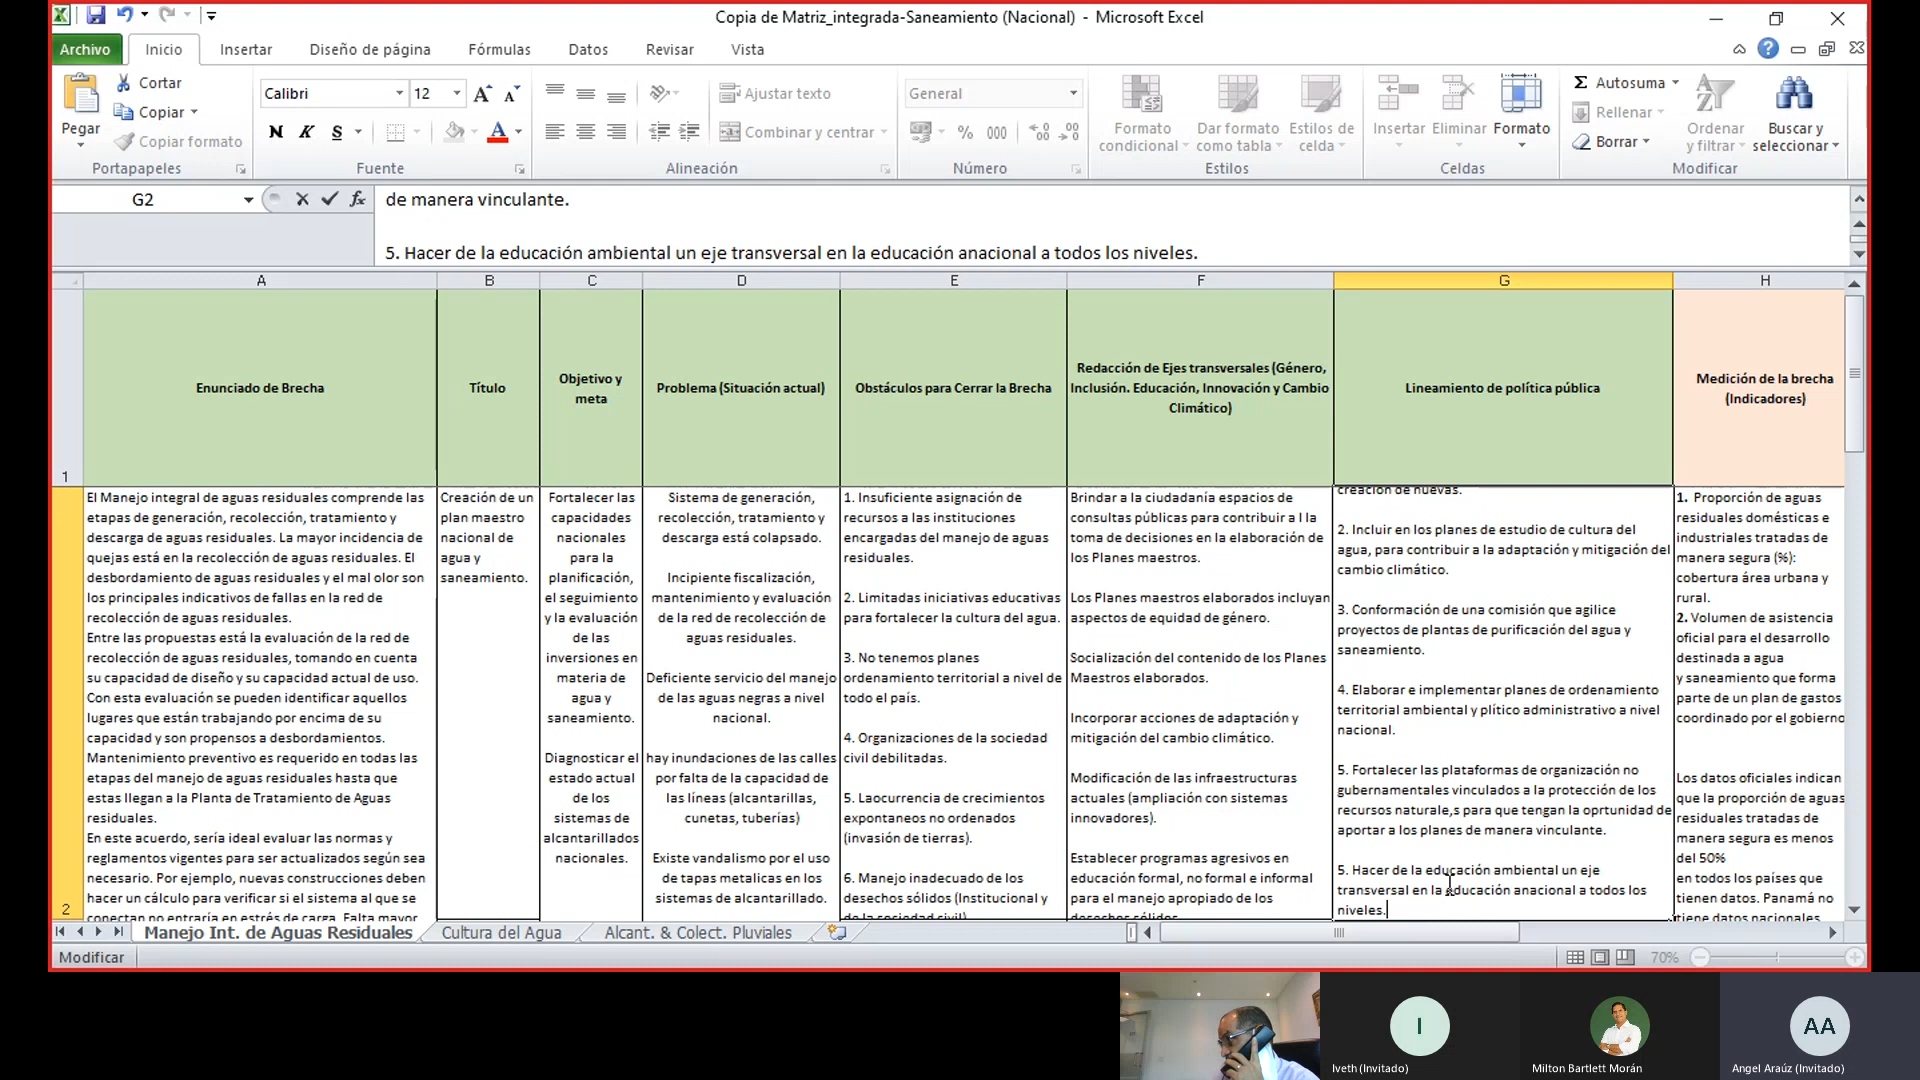 Copia de Matriz_integrada-Saneamiento (Nacional) - Microsoft Excel
Archivo Inicio Insertar Diseño de página Fórmulas Datos Revisar Vista
Pegar
Cortar
Copiar
Copiar formato
Portapapeles
Calibri 12
N K S
Fuente
Ajustar texto
Combinar y centrar
Alineación
General
% 000
Número
Formato condicional
Dar formato como tabla
Estilos de celda
Estilos
Insertar Eliminar Formato
Celdas
Autosuma
Rellenar
Borrar
Ordenar y filtrar
Buscar y seleccionar
Modificar
G2
de manera vinculante.
5. Hacer de la educación ambiental un eje transversal en la educación anacional a todos los niveles.
A B C D E F G H
1
Enunciado de Brecha
Título
Objetivo y
meta
Problema (Situación actual)
Obstáculos para Cerrar la Brecha
Redacción de Ejes transversales (Género,
Inclusión. Educación, Innovación y Cambio
Climático)
Lineamiento de política pública
Medición de la brecha
(Indicadores)
2
El Manejo integral de aguas residuales comprende las
etapas de generación, recolección, tratamiento y
descarga de aguas residuales. La mayor incidencia de
quejas está en la recolección de aguas residuales. El
desbordamiento de aguas residuales y el mal olor son
los principales indicativos de fallas en la red de
recolección de aguas residuales.
Entre las propuestas está la evaluación de la red de
recolección de aguas residuales, tomando en cuenta
su capacidad de diseño y su capacidad actual de uso.
Con esta evaluación se pueden identificar aquellos
lugares que están trabajando por encima de su
capacidad y son propensos a desbordamientos.
Mantenimiento preventivo es requerido en todas las
etapas del manejo de aguas residuales hasta que
estas llegan a la Planta de Tratamiento de Aguas
residuales.
En este acuerdo, sería ideal evaluar las normas y
reglamentos vigentes para ser actualizados según sea
necesario. Por ejemplo, nuevas construcciones deben
hacer un cálculo para verificar si el sistema al que se
conectan no entraría en estrés de carga. Falta mayor
Creación de un
plan maestro
nacional de
agua y
saneamiento.
Fortalecer las
capacidades
nacionales
para la
planificación,
el seguimiento
y la evaluación
de las
inversiones en
materia de
agua y
saneamiento.
Diagnosticar el
estado actual
de los
sistemas de
alcantarillados
nacionales.
Sistema de generación,
recolección, tratamiento y
descarga está colapsado.
Incipiente fiscalización,
mantenimiento y evaluación
de la red de recolección de
aguas residuales.
Deficiente servicio del manejo
de las aguas negras a nivel
nacional.
hay inundaciones de las calles
por falta de la capacidad de
las líneas (alcantarillas,
cunetas, tuberías)
Existe vandalismo por el uso
de tapas metalicas en los
sistemas de alcantarillado.
1. Insuficiente asignación de
recursos a las instituciones
encargadas del manejo de aguas
residuales.
2. Limitadas iniciativas educativas
para fortalecer la cultura del agua.
3. No tenemos planes
ordenamiento territorial a nivel de
todo el país.
4. Organizaciones de la sociedad
civil debilitadas.
5. Laocurrencia de crecimientos
expontaneos no ordenados
(invasión de tierras).
6. Manejo inadecuado de los
desechos sólidos (Institucional y
de la sociedad civil)
Brindar a la ciudadanía espacios de
consultas públicas para contribuir a l la
toma de decisiones en la elaboración de
los Planes maestros.
Los Planes maestros elaborados incluyan
aspectos de equidad de género.
Socialización del contenido de los Planes
Maestros elaborados.
Incorporar acciones de adaptación y
mitigación del cambio climático.
Modificación de las infraestructuras
actuales (ampliación con sistemas
innovadores).
Establecer programas agresivos en
educación formal, no formal e informal
para el manejo apropiado de los
desechos sólidos.
creación de nuevas.
2. Incluir en los planes de estudio de cultura del
agua, para contribuir a la adaptación y mitigación del
cambio climático.
3. Conformación de una comisión que agilice
proyectos de plantas de purificación del agua y
saneamiento.
4. Elaborar e implementar planes de ordenamiento
territorial ambiental y plítico administrativo a nivel
nacional.
5. Fortalecer las plataformas de organización no
gubernamentales vinculados a la protección de los
recursos naturale,s para que tengan la oprtunidad de
aportar a los planes de manera vinculante.
5. Hacer de la educación ambiental un eje
transversal en la educación anacional a todos los
niveles.
1. Proporción de aguas
residuales domésticas e
industriales tratadas de
manera segura (%):
cobertura área urbana y
rural.
2. Volumen de asistencia
oficial para el desarrollo
destinada a agua
y saneamiento que forma
parte de un plan de gastos
coordinado por el gobierno
Los datos oficiales indican
que la proporción de aguas
residuales tratadas de
manera segura es menos
del 50%
en todos los países que
tienen datos. Panamá no
tiene datos nacionales
Manejo Int. de Aguas Residuales Cultura del Agua Alcant. & Colect. Pluviales
Modificar 70%
I
AA
Iveth (Invitado)
Milton Bartlett Morán
Angel Araúz (Invitado)